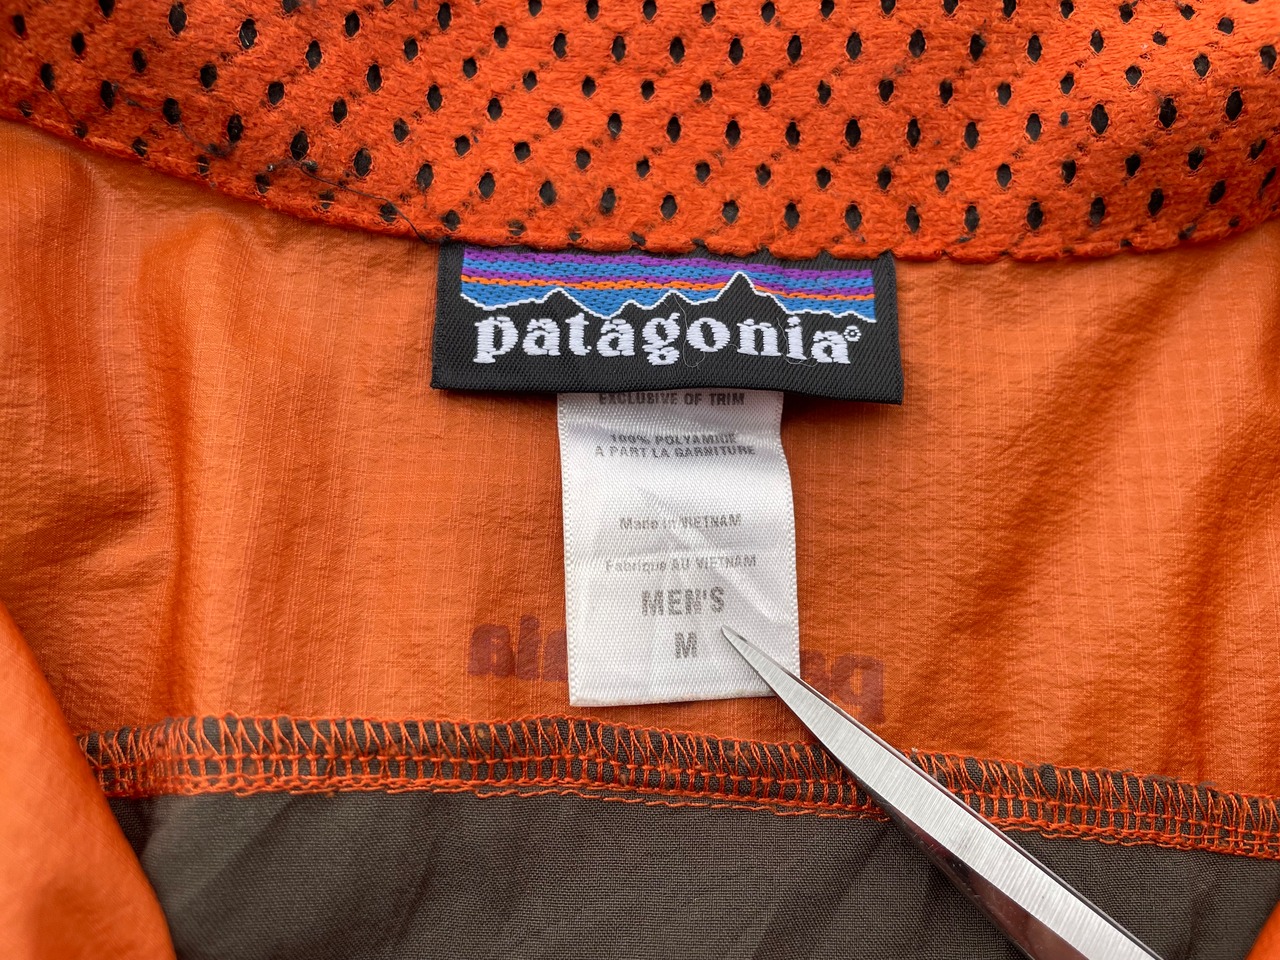 patagonia®
EXCLUSIVE OF TRIM
100% POLYAMIDE
A PART LA GARNITURE
Made in VIETNAM
Fabriqué AU VIETNAM
MEN'S
M